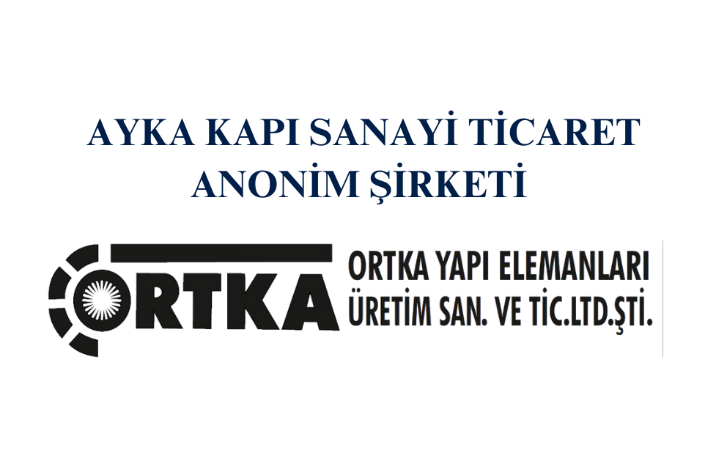 AYKA KAPI SANAYİ TİCARET
ANONİM ŞİRKETİ
ORTKA
ORTKA YAPI ELEMANLARI
ÜRETİM SAN. VE TİC.LTD.ŞTİ.